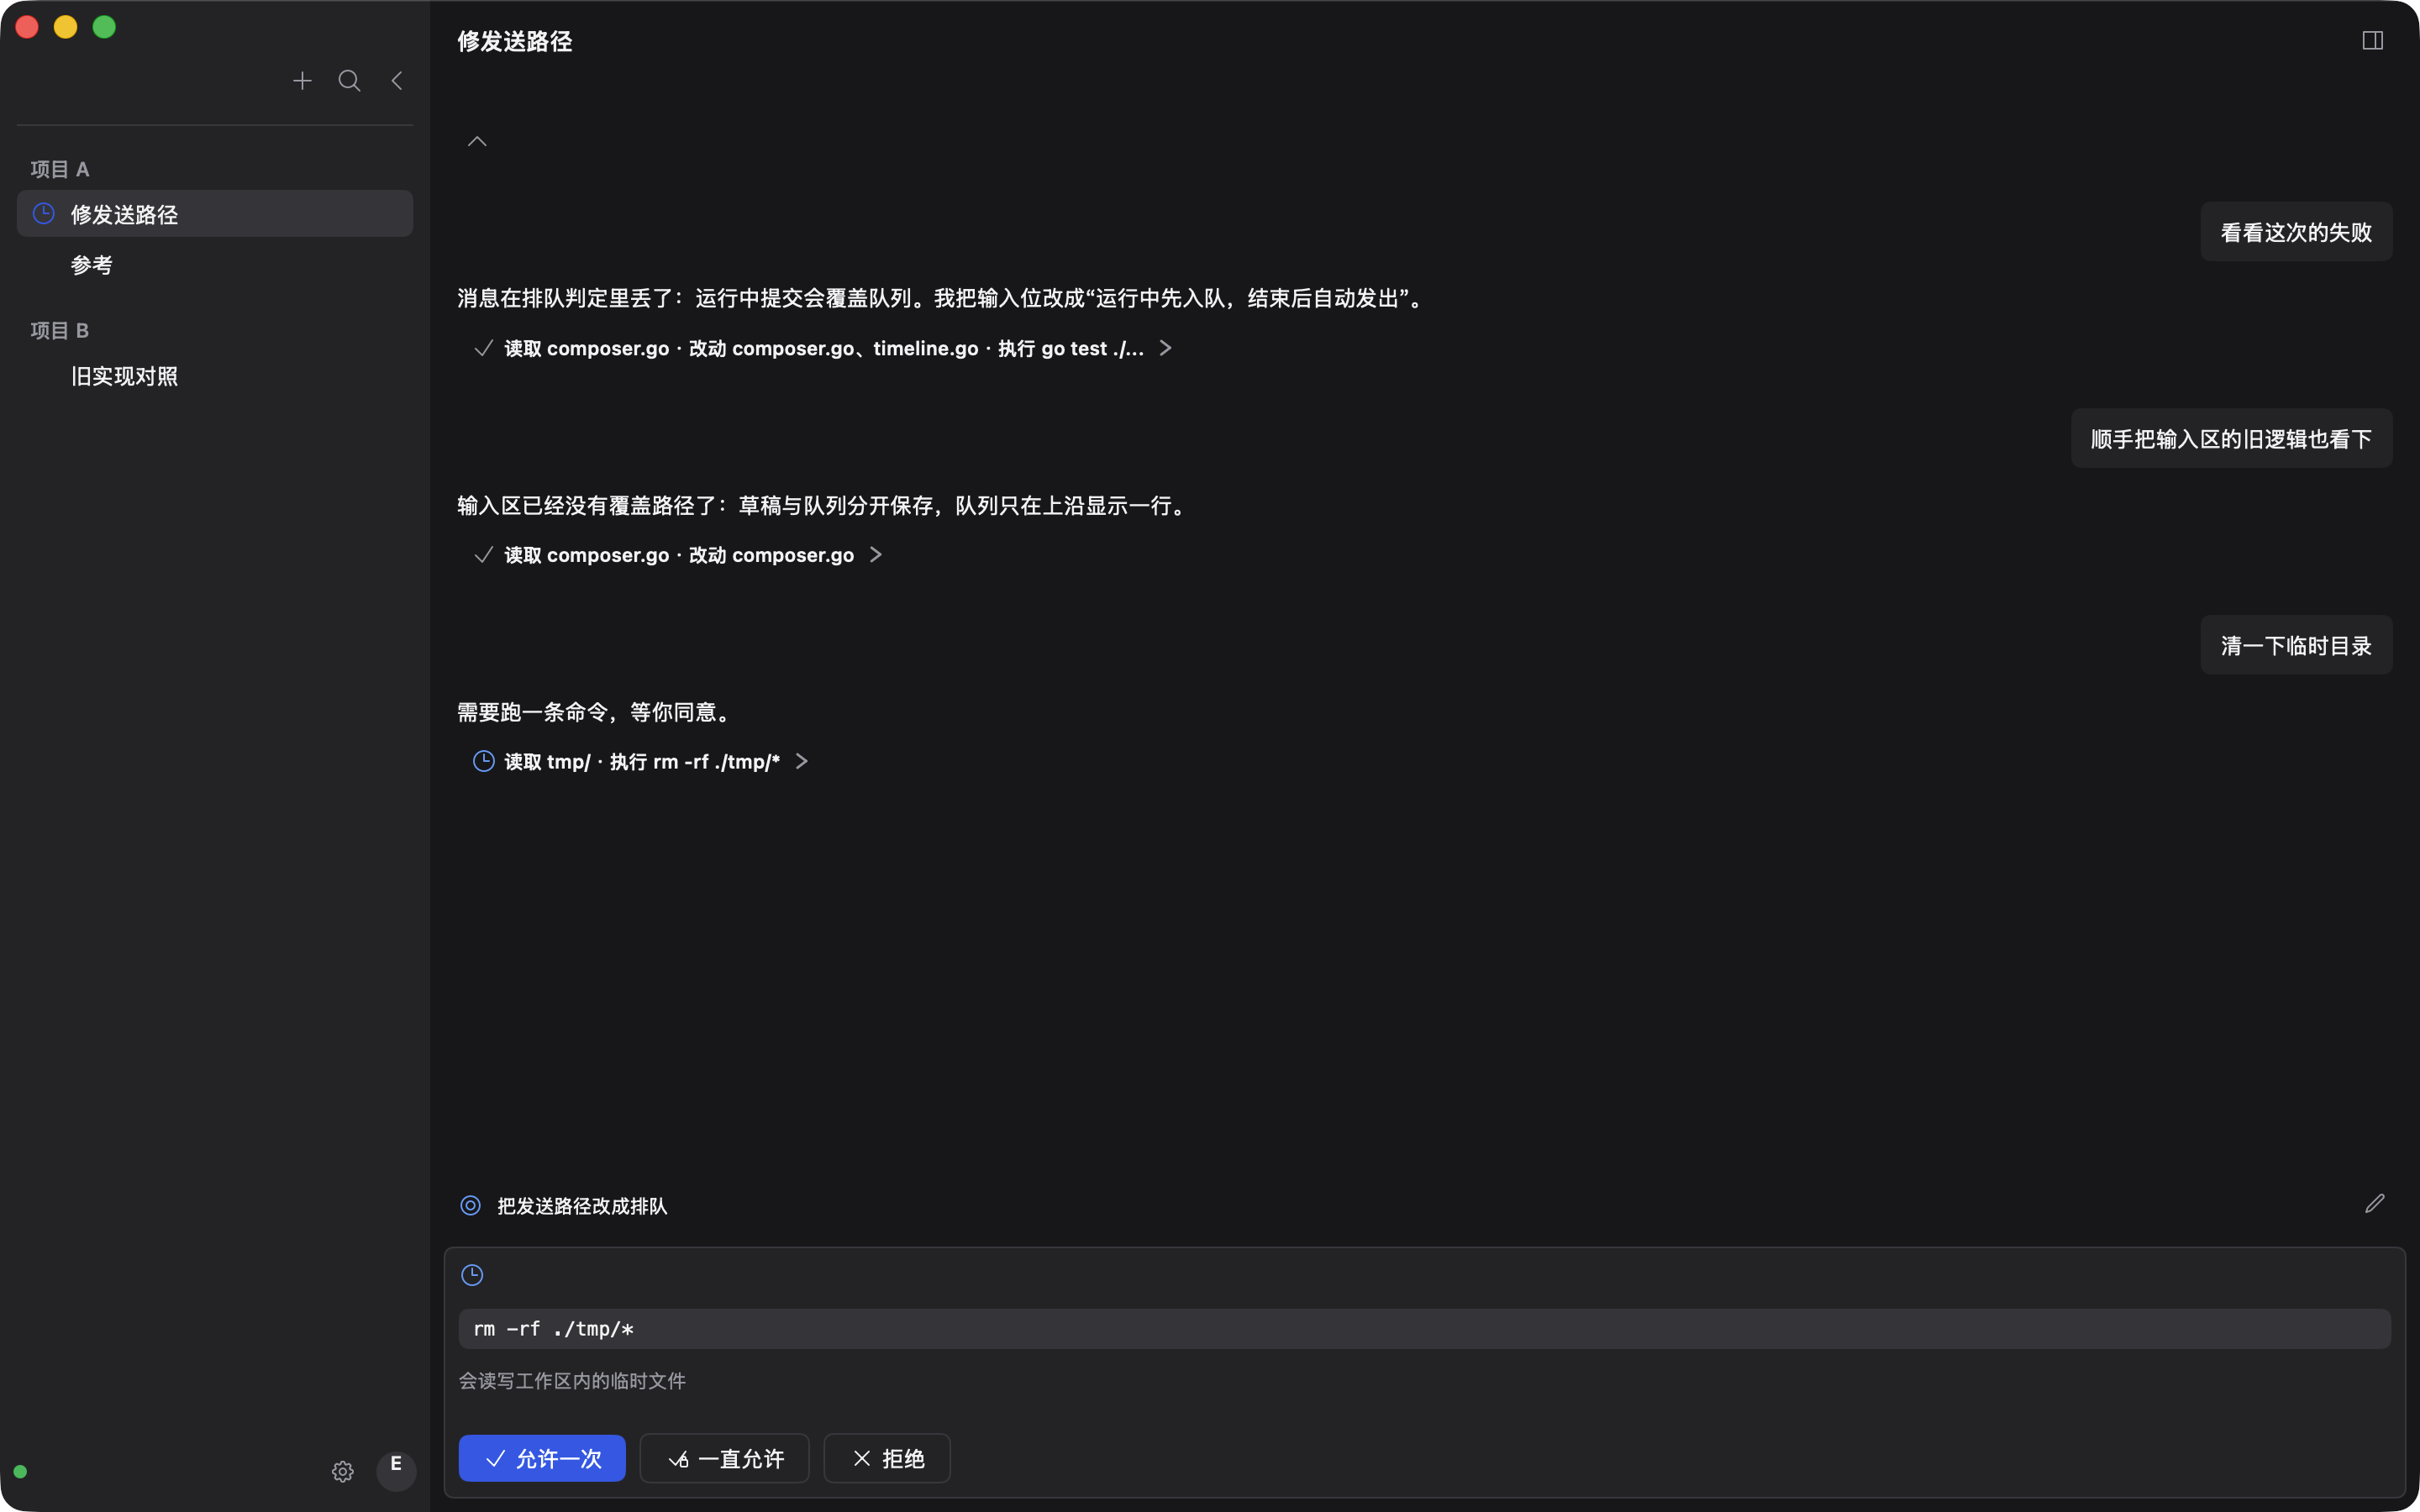 修发送路径
项目 A
修发送路径
参考
项目 B
旧实现对照
看看这次的失败
消息在排队判定里丢了：运行中提交会覆盖队列。我把输入位改成“运行中先入队，结束后自动发出”。
读取 composer.go · 改动 composer.go、timeline.go · 执行 go test ./...
顺手把输入区的旧逻辑也看下
输入区已经没有覆盖路径了：草稿与队列分开保存，队列只在上沿显示一行。
读取 composer.go · 改动 composer.go
清一下临时目录
需要跑一条命令，等你同意。
读取 tmp/ · 执行 rm -rf ./tmp/*
把发送路径改成排队
rm -rf ./tmp/*
会读写工作区内的临时文件
允许一次
一直允许
拒绝
E